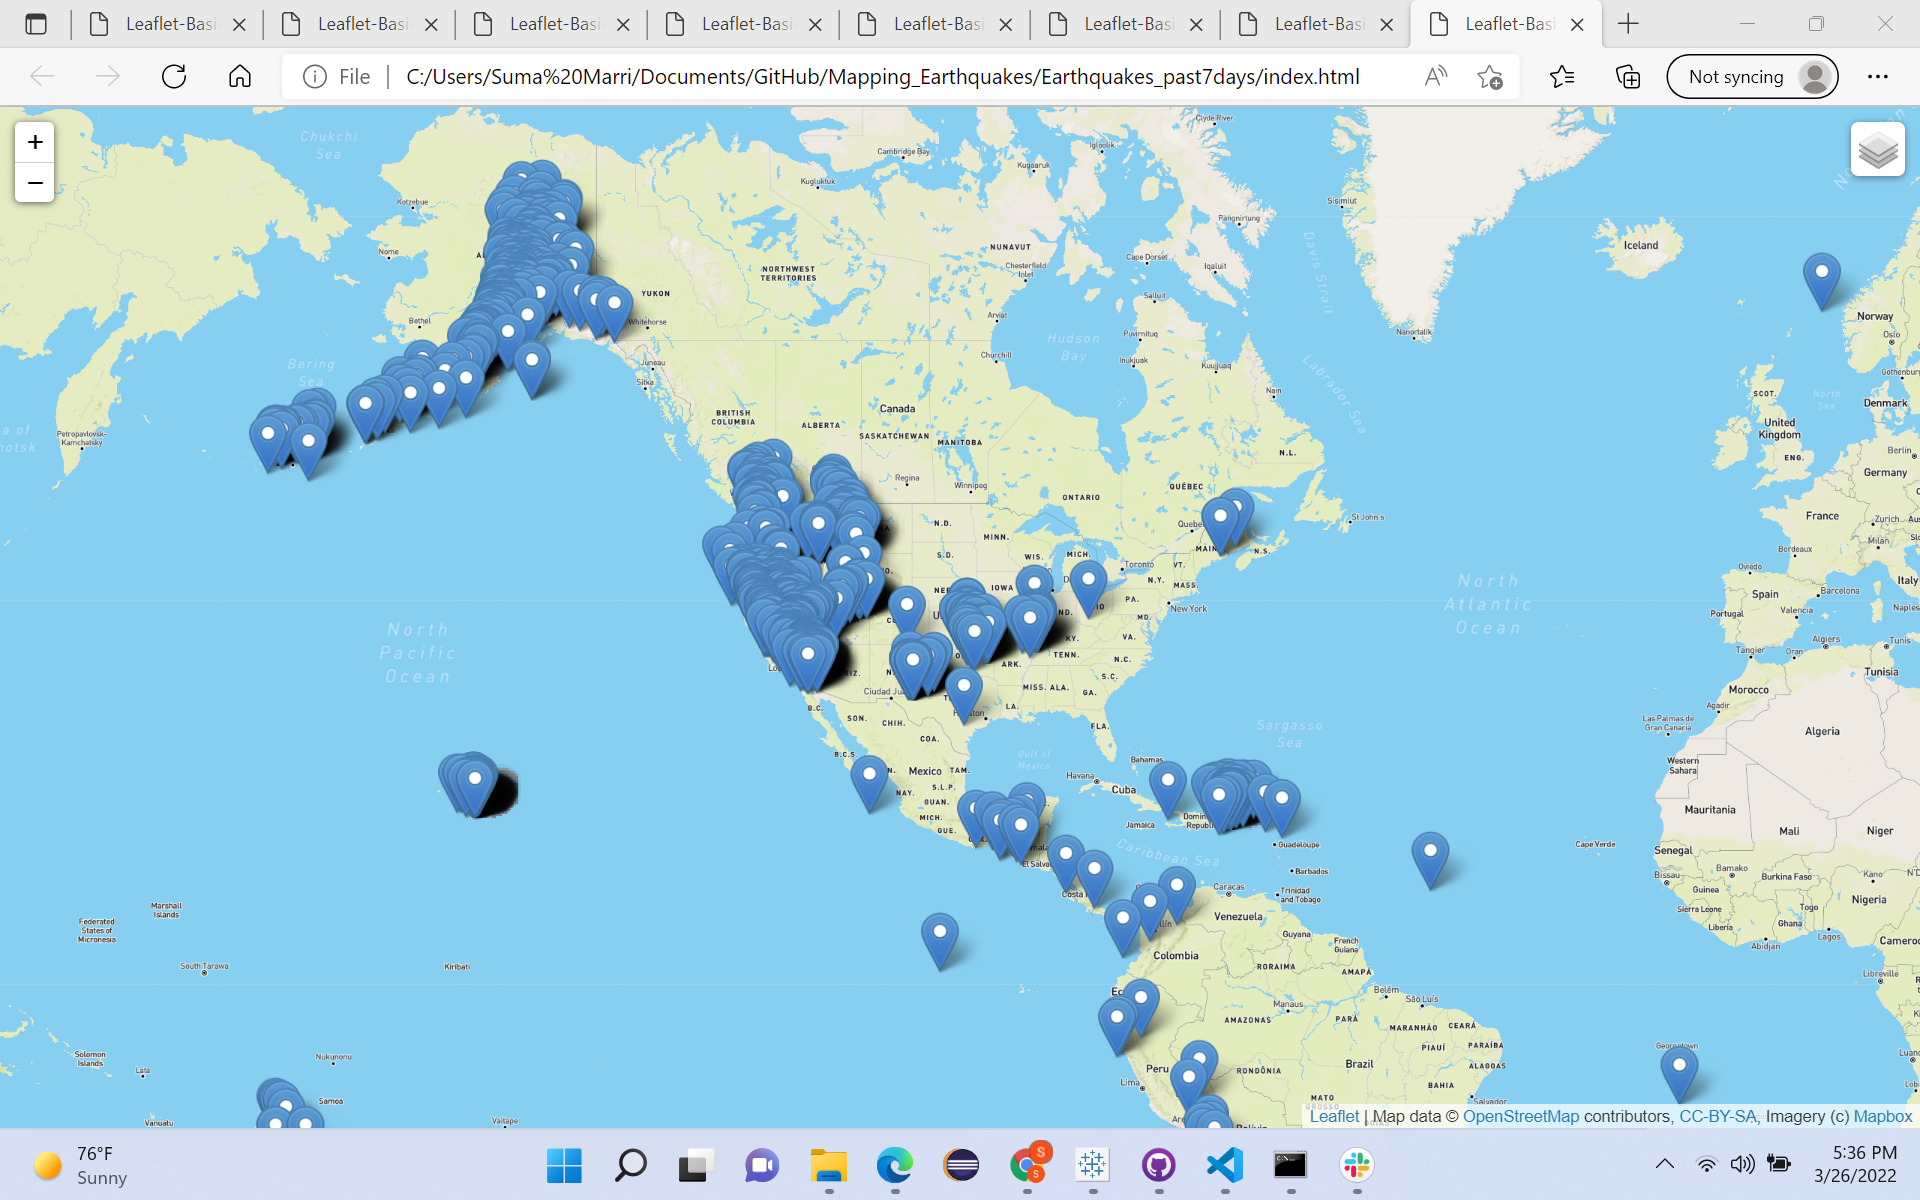 Leaflet-Basi
Leaflet-Basi
Leaflet-Basi
Leaflet-Basi
Leaflet-Basi
Leaflet-Basi
Leaflet-Basi
Leaflet-Basi
File
C:/Users/Suma%20Marri/Documents/GitHub/Mapping_Earthquakes/Earthquakes_past7days/index.html
Not syncing
+
−
Chukchi
Sea
Clyde River
Cambridge Bay
Igloolik
Kugaaruk
Kugluktuk
Kotzebue
Sisimiut
Pangnirtung
Nome
NUNAVUT
Cape Dorset
Iqaluit
Davis Strait
Iceland
NORTHWEST
TERRITORIES
Chesterfield
Inlet
YUKON
Salluit
Bethel
Whitehorse
Arviat
Norway
Oslo
Nanortalik
Puvirnituq
Hudson
Bay
Churchill
Inukjuak
Kuujjuaq
Labrador Sea
Juneau
Sitka
Bering
Sea
Nain
Gothenburg
SCOT.
North
Sea
Denmark
BRITISH
COLUMBIA
Canada
ALBERTA
SASKATCHEWAN
MANITOBA
United
Kingdom
Petropavlovsk-
Kamchatsky
N.L.
ENG.
Berlin
Germany
Regina
Winnipeg
QUÉBEC
ONTARIO
St John's
France
N.D.
Quebec
Zurich
MINN.
MAIN
N.S.
Milan
Bordeaux
S.D.
WIS.
MICH.
Toronto
VT.
Oviedo
N.Y.
MASS.
Italy
IOWA
Spain
Barcelona
PA.
New York
Portugal
Valencia
Naples
MD.
North
Atlantic
Ocean
North
Pacific
Ocean
KY.
VA.
Algiers
Tunis
Tangier
Oran
TENN.
N.C.
ARK.
Tunisia
S.C.
Ciudad Juá
MISS.
ALA.
GA.
Morocco
LA.
Agadir
B.C.
SON.
CHIH.
Las Palmas de
Gran Canaria
FLA.
Sargasso
Sea
Algeria
COA.
B.C.S.
Gulf of
Mexico
Bahamas
Western
Sahara
Mexico
TAM.
Havana
Cuba
S.L.P.
NAY.
GUAN.
Mauritania
MICH.
Jamaica
GUE.
Mali
Niger
Guadeloupe
Cape Verde
Caribbean Sea
Senegal
El Salva
Barbados
Bamako
Kano
Bissau
Burkina Faso
Costa
Caracas
Trinidad
and Tobago
Guinea
Marshall
Islands
Sierra Leone
Togo
Nigeria
Venezuela
Liberia
Ghana
Federated
States of
Micronesia
Guyana
French
Guiana
Abidjan
Lagos
Cameroo
Colombia
RORAIMA
AMAPÁ
South Tarawa
Kiribati
Libreville
Belém
São Luís
Manaus
AMAZONAS
PARÁ
MARANHÃO
CEARÁ
Georgetown
PIAUÍ
PARAÍBA
Solomon
Islands
Nukunonu
Brazil
ALAGOAS
Peru
RONDÔNIA
Lata
Lima
BAHIA
MATO
GROSSO
Samoa
Salvador
Vanuatu
Vaitape
Leaflet | Map data © OpenStreetMap contributors, CC-BY-SA, Imagery (c) Mapbox
76°F
Sunny
5:36 PM
3/26/2022